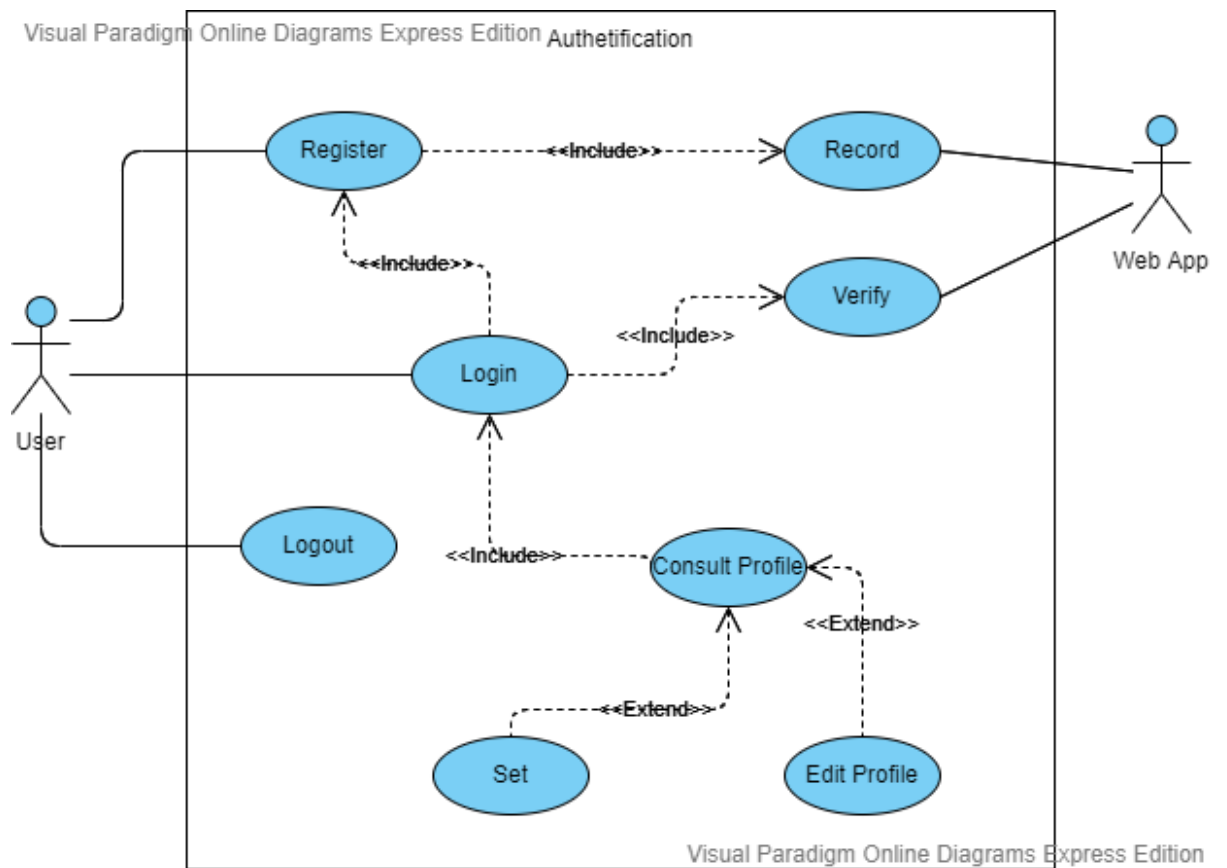 Visual Paradigm Online Diagrams Express Edition
Authetification
Register
<<Include>>
Record
Web App
<<Include>>
Verify
<<Include>>
Login
User
Logout
<<Include>>
Consult Profile
<<Extend>>
<<Extend>>
Set
Edit Profile
Visual Paradigm Online Diagrams Express Edition